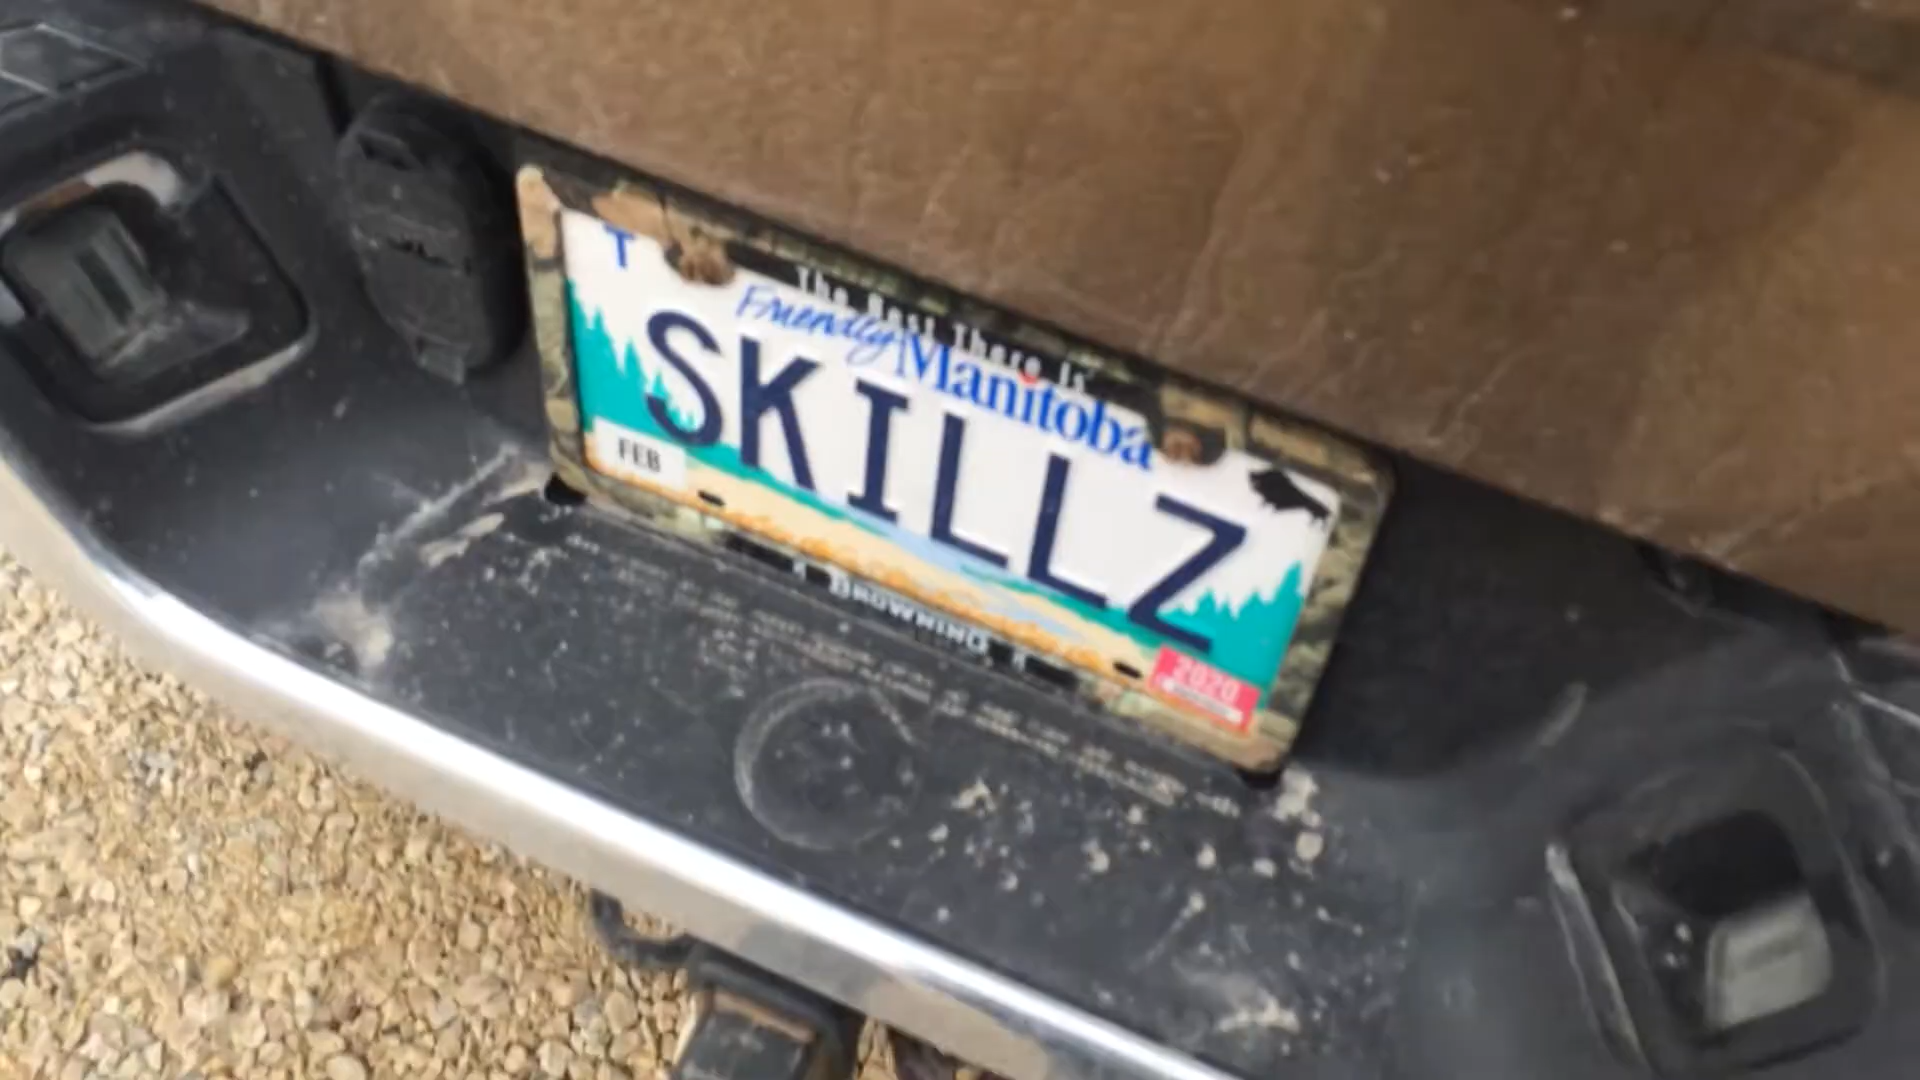 The Best There Is
T
Friendly Manitoba
SKILLZ
FEB
2020
BROWNING